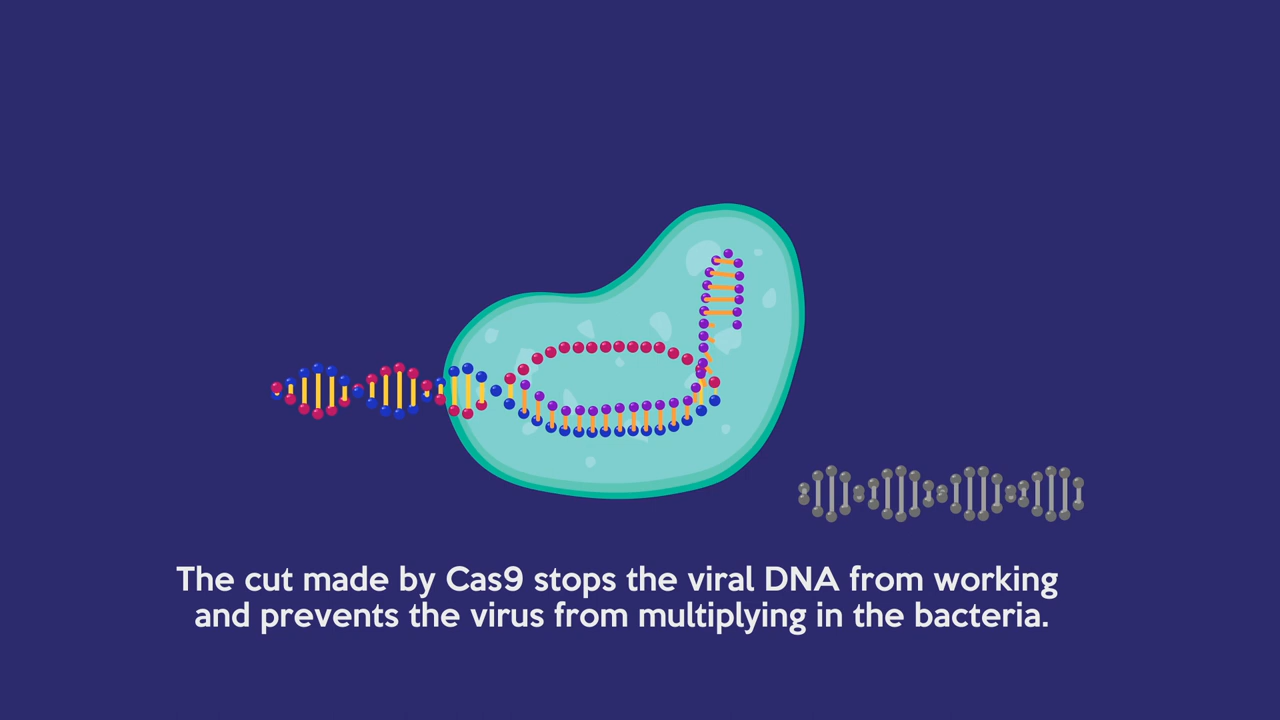 The cut made by Cas9 stops the viral DNA from working
and prevents the virus from multiplying in the bacteria.